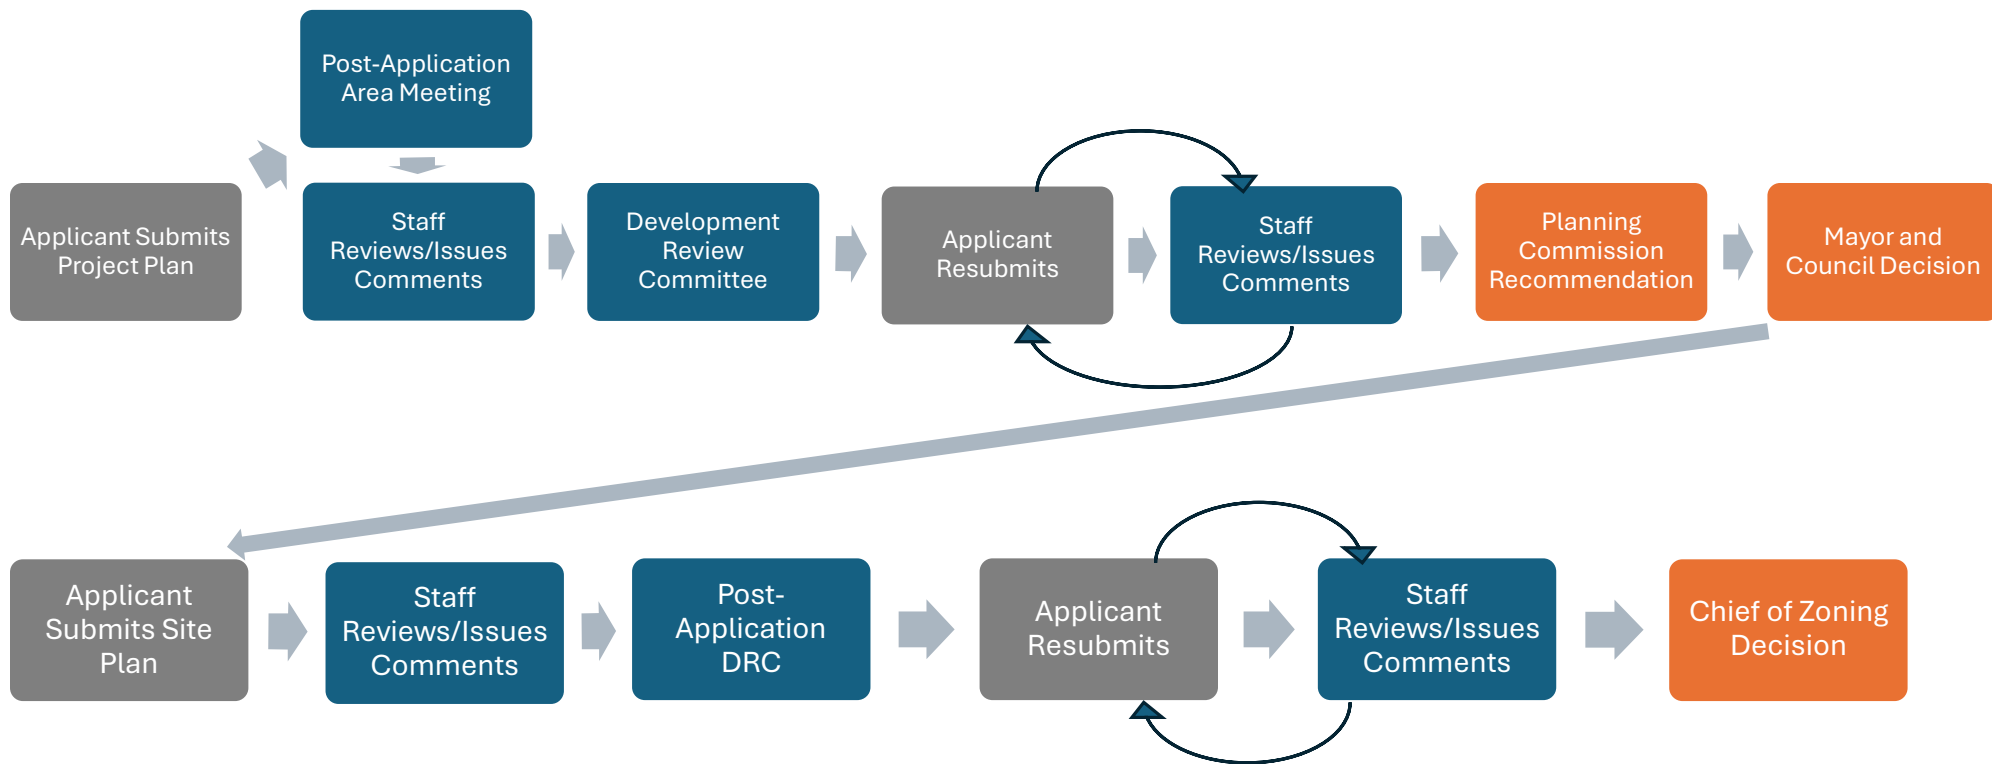 Post-Application
Area Meeting
Applicant Submits
Project Plan
Staff
Reviews/Issues
Comments
Development
Review
Committee
Applicant
Resubmits
Staff
Reviews/Issues
Comments
Planning
Commission
Recommendation
Mayor and
Council Decision
Applicant
Submits Site
Plan
Staff
Reviews/Issues
Comments
Post-
Application
DRC
Applicant
Resubmits
Staff
Reviews/Issues
Comments
Chief of Zoning
Decision